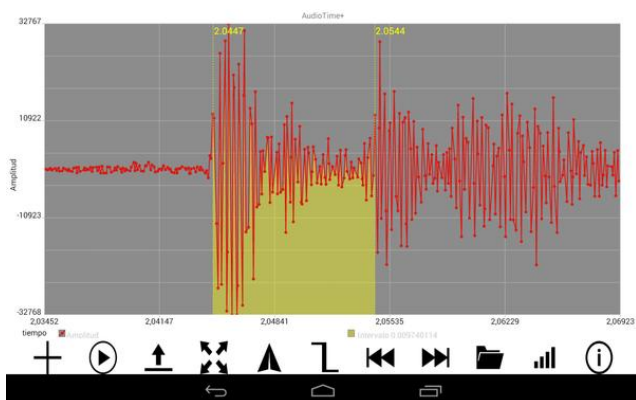 AudioTime+
32767
2.0447
2.0544
10922
Amplitud
-10923
-32768
2,03452
2,04147
2,04841
2,05535
2,06229
2,06923
tiempo
Amplitud
Intervalo 0.009740114